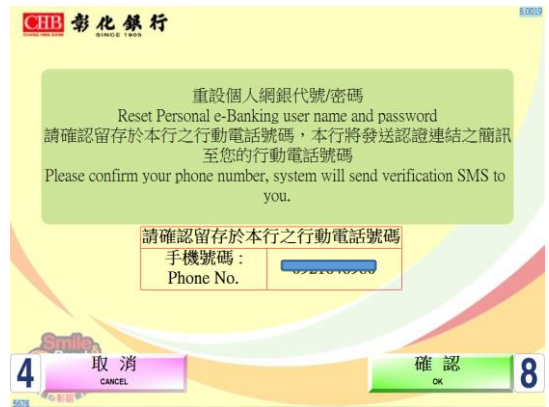 CHB 彰化銀行
CHANG HWA BANK
SINCE 1905
8.0019
重設個人網銀代號/密碼
Reset Personal e-Banking user name and password
請確認留存於本行之行動電話號碼，本行將發送認證連結之簡訊
至您的行動電話號碼
Please confirm your phone number, system will send verification SMS to
you.
請確認留存於本行之行動電話號碼
手機號碼：
Phone No.
Smile
4
取 消
CANCEL
確 認
OK
8
5678